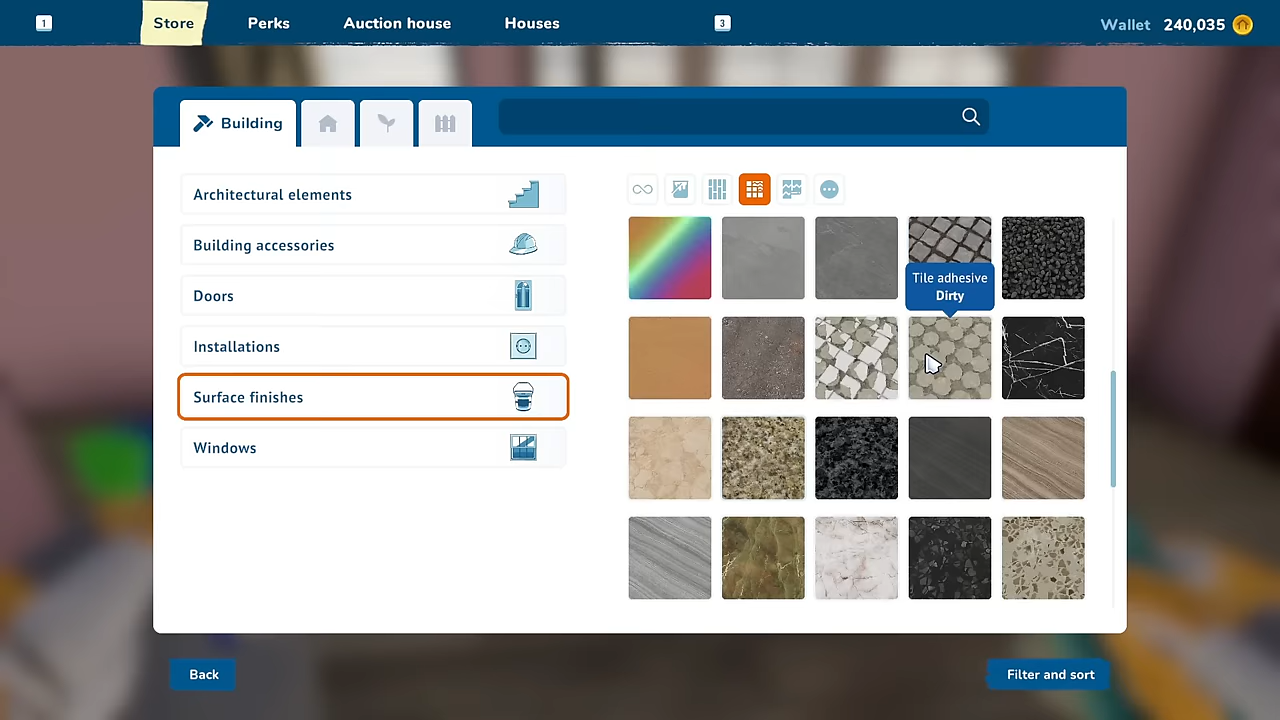 1 Store Perks Auction house Houses 3 Wallet 240,035
Building
Architectural elements
Building accessories
Doors
Installations
Surface finishes
Windows
Tile adhesive
Dirty
Back
Filter and sort